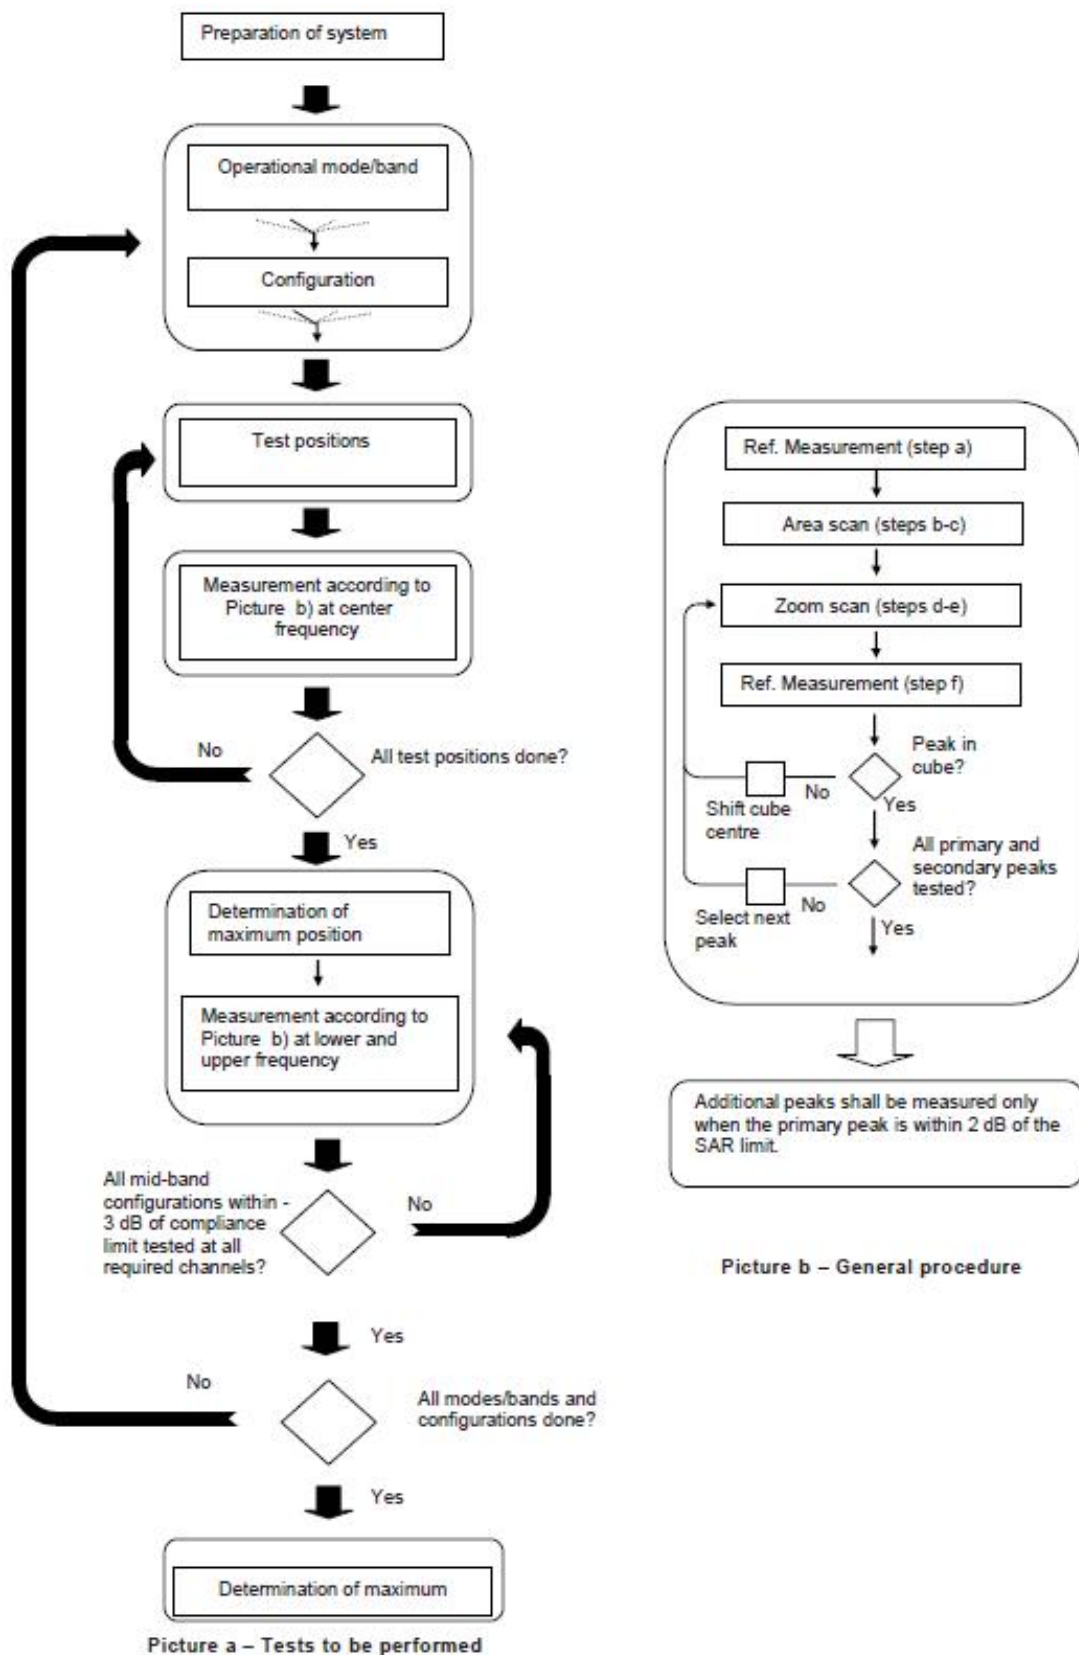 Preparation of system
Operational mode/band
Configuration
Test positions
Measurement according to
Picture b) at center
frequency
No
All test positions done?
Yes
Determination of
maximum position
Measurement according to
Picture b) at lower and
upper frequency
All mid-band
configurations within -
3 dB of compliance
limit tested at all
required channels?
No
Yes
No
All modes/bands and
configurations done?
Yes
Determination of maximum
Picture a – Tests to be performed
Ref. Measurement (step a)
Area scan (steps b-c)
Zoom scan (steps d-e)
Ref. Measurement (step f)
Peak in
cube?
No
Shift cube
centre
Yes
All primary and
secondary peaks
tested?
No
Select next
peak
Yes
Additional peaks shall be measured only
when the primary peak is within 2 dB of the
SAR limit.
Picture b – General procedure